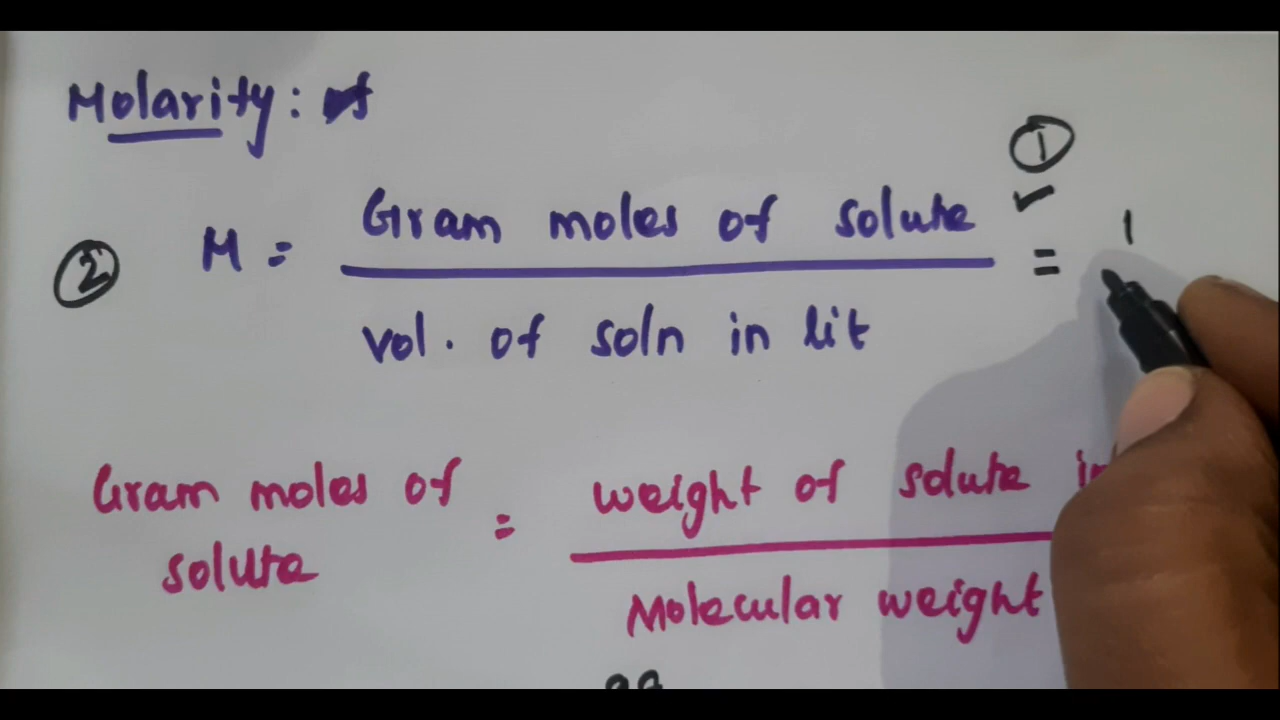 Molarity:
①
② M = Gram moles of solute = 1
vol. of soln in lit
Gram moles of = weight of solute
solute Molecular weight